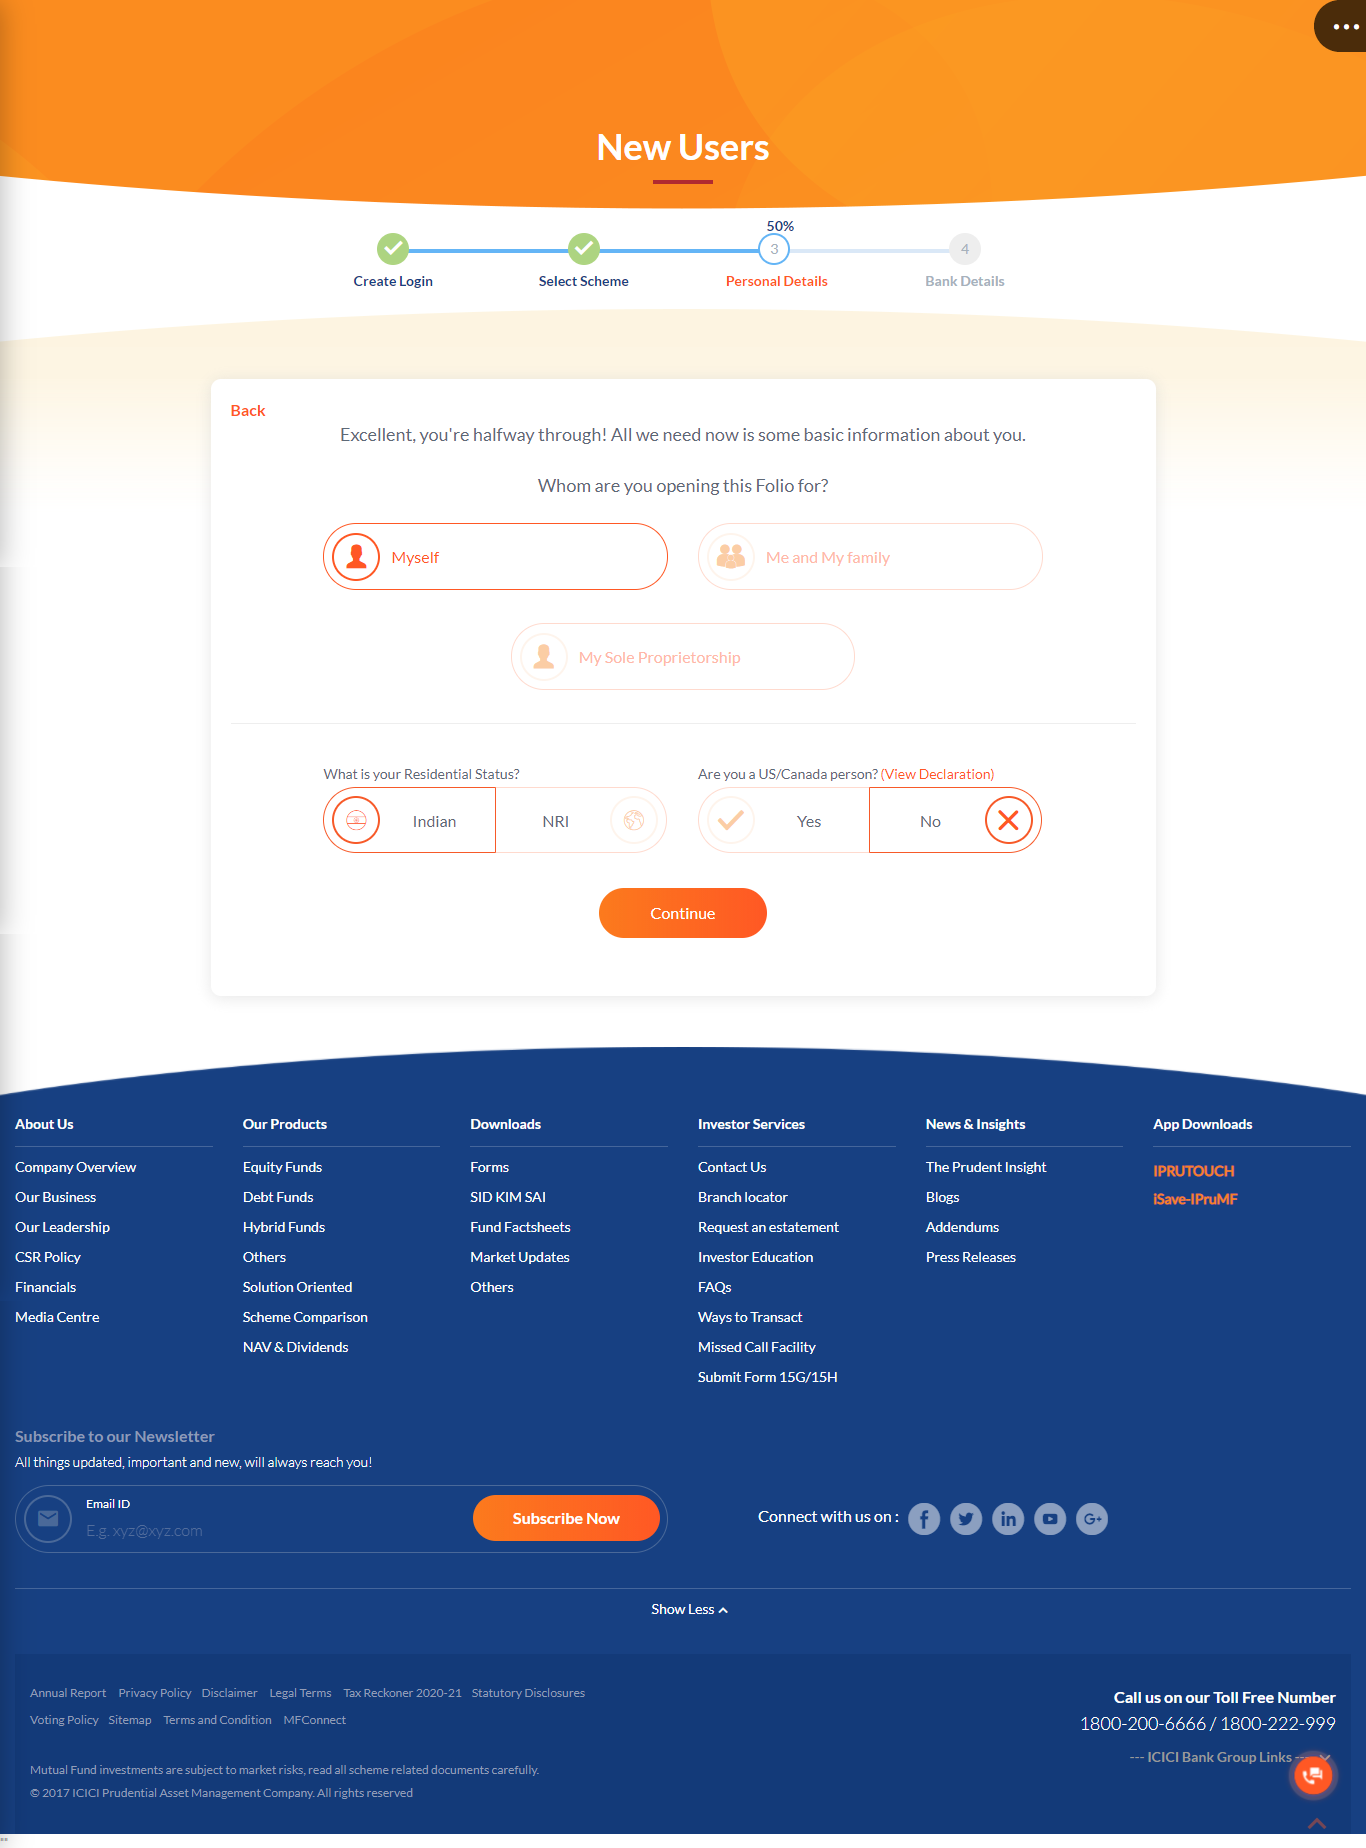 New Users
50%
3
4
Create Login
Select Scheme
Personal Details
Bank Details
Back
Excellent, you're halfway through! All we need now is some basic information about you.
Whom are you opening this Folio for?
Myself
Me and My family
My Sole Proprietorship
What is your Residential Status?
Are you a US/Canada person? (View Declaration)
Indian
NRI
Yes
No
Continue
About Us
Company Overview
Our Business
Our Leadership
CSR Policy
Financials
Media Centre
Our Products
Equity Funds
Debt Funds
Hybrid Funds
Others
Solution Oriented
Scheme Comparison
NAV & Dividends
Downloads
Forms
SID KIM SAI
Fund Factsheets
Market Updates
Others
Investor Services
Contact Us
Branch locator
Request an estatement
Investor Education
FAQs
Ways to Transact
Missed Call Facility
Submit Form 15G/15H
News & Insights
The Prudent Insight
Blogs
Addendums
Press Releases
App Downloads
IPRUTOUCH
iSave-IPruMF
Subscribe to our Newsletter
All things updated, important and new, will always reach you!
Email ID
E.g. xyz@xyz.com
Subscribe Now
Connect with us on :
Show Less
Annual Report Privacy Policy Disclaimer Legal Terms Tax Reckoner 2020-21 Statutory Disclosures
Voting Policy Sitemap Terms and Condition MFConnect
Mutual Fund investments are subject to market risks, read all scheme related documents carefully.
© 2017 ICICI Prudential Asset Management Company. All rights reserved
Call us on our Toll Free Number
1800-200-6666 / 1800-222-999
--- ICICI Bank Group Links ---